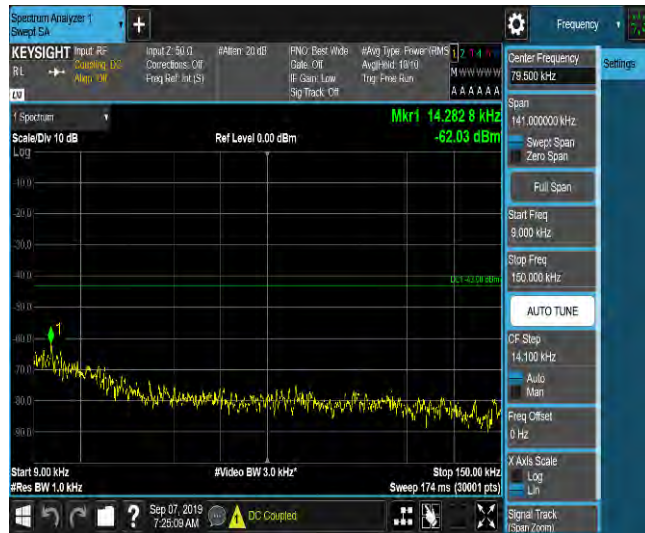 Spectrum Analyzer 1
Swept SA
Frequency
KEYSIGHT
Input: RF
Coupling: DC
Align: Off
Input Z: 50 Ω
Corrections: Off
Freq Ref: Int (S)
#Atten: 20 dB
PNO: Best Wide
Gate: Off
IF Gain: Low
Sig Track: Off
#Avg Type: Power (RMS
Avg|Hold: 10/10
Trig: Free Run
M W W W W W
A A A A A A
RL
LV
1 Spectrum
Scale/Div 10 dB
Log
Ref Level 0.00 dBm
Mkr1 14.282 8 kHz
-62.03 dBm
-10.0
-20.0
-30.0
-40.0
-50.0
-60.0
-70.0
-80.0
-90.0
DL1 -43.00 dBm
1
Start 9.00 kHz
#Res BW 1.0 kHz
#Video BW 3.0 kHz*
Stop 150.00 kHz
Sweep 174 ms (30001 pts)
Center Frequency
79.500 kHz
Settings
Span
141.000000 kHz
Swept Span
Zero Span
Full Span
Start Freq
9.000 kHz
Stop Freq
150.000 kHz
AUTO TUNE
CF Step
14.100 kHz
Auto
Man
Freq Offset
0 Hz
X Axis Scale
Log
Lin
Signal Track
(Span Zoom)
Sep 07, 2019
7:25:09 AM
DC Coupled